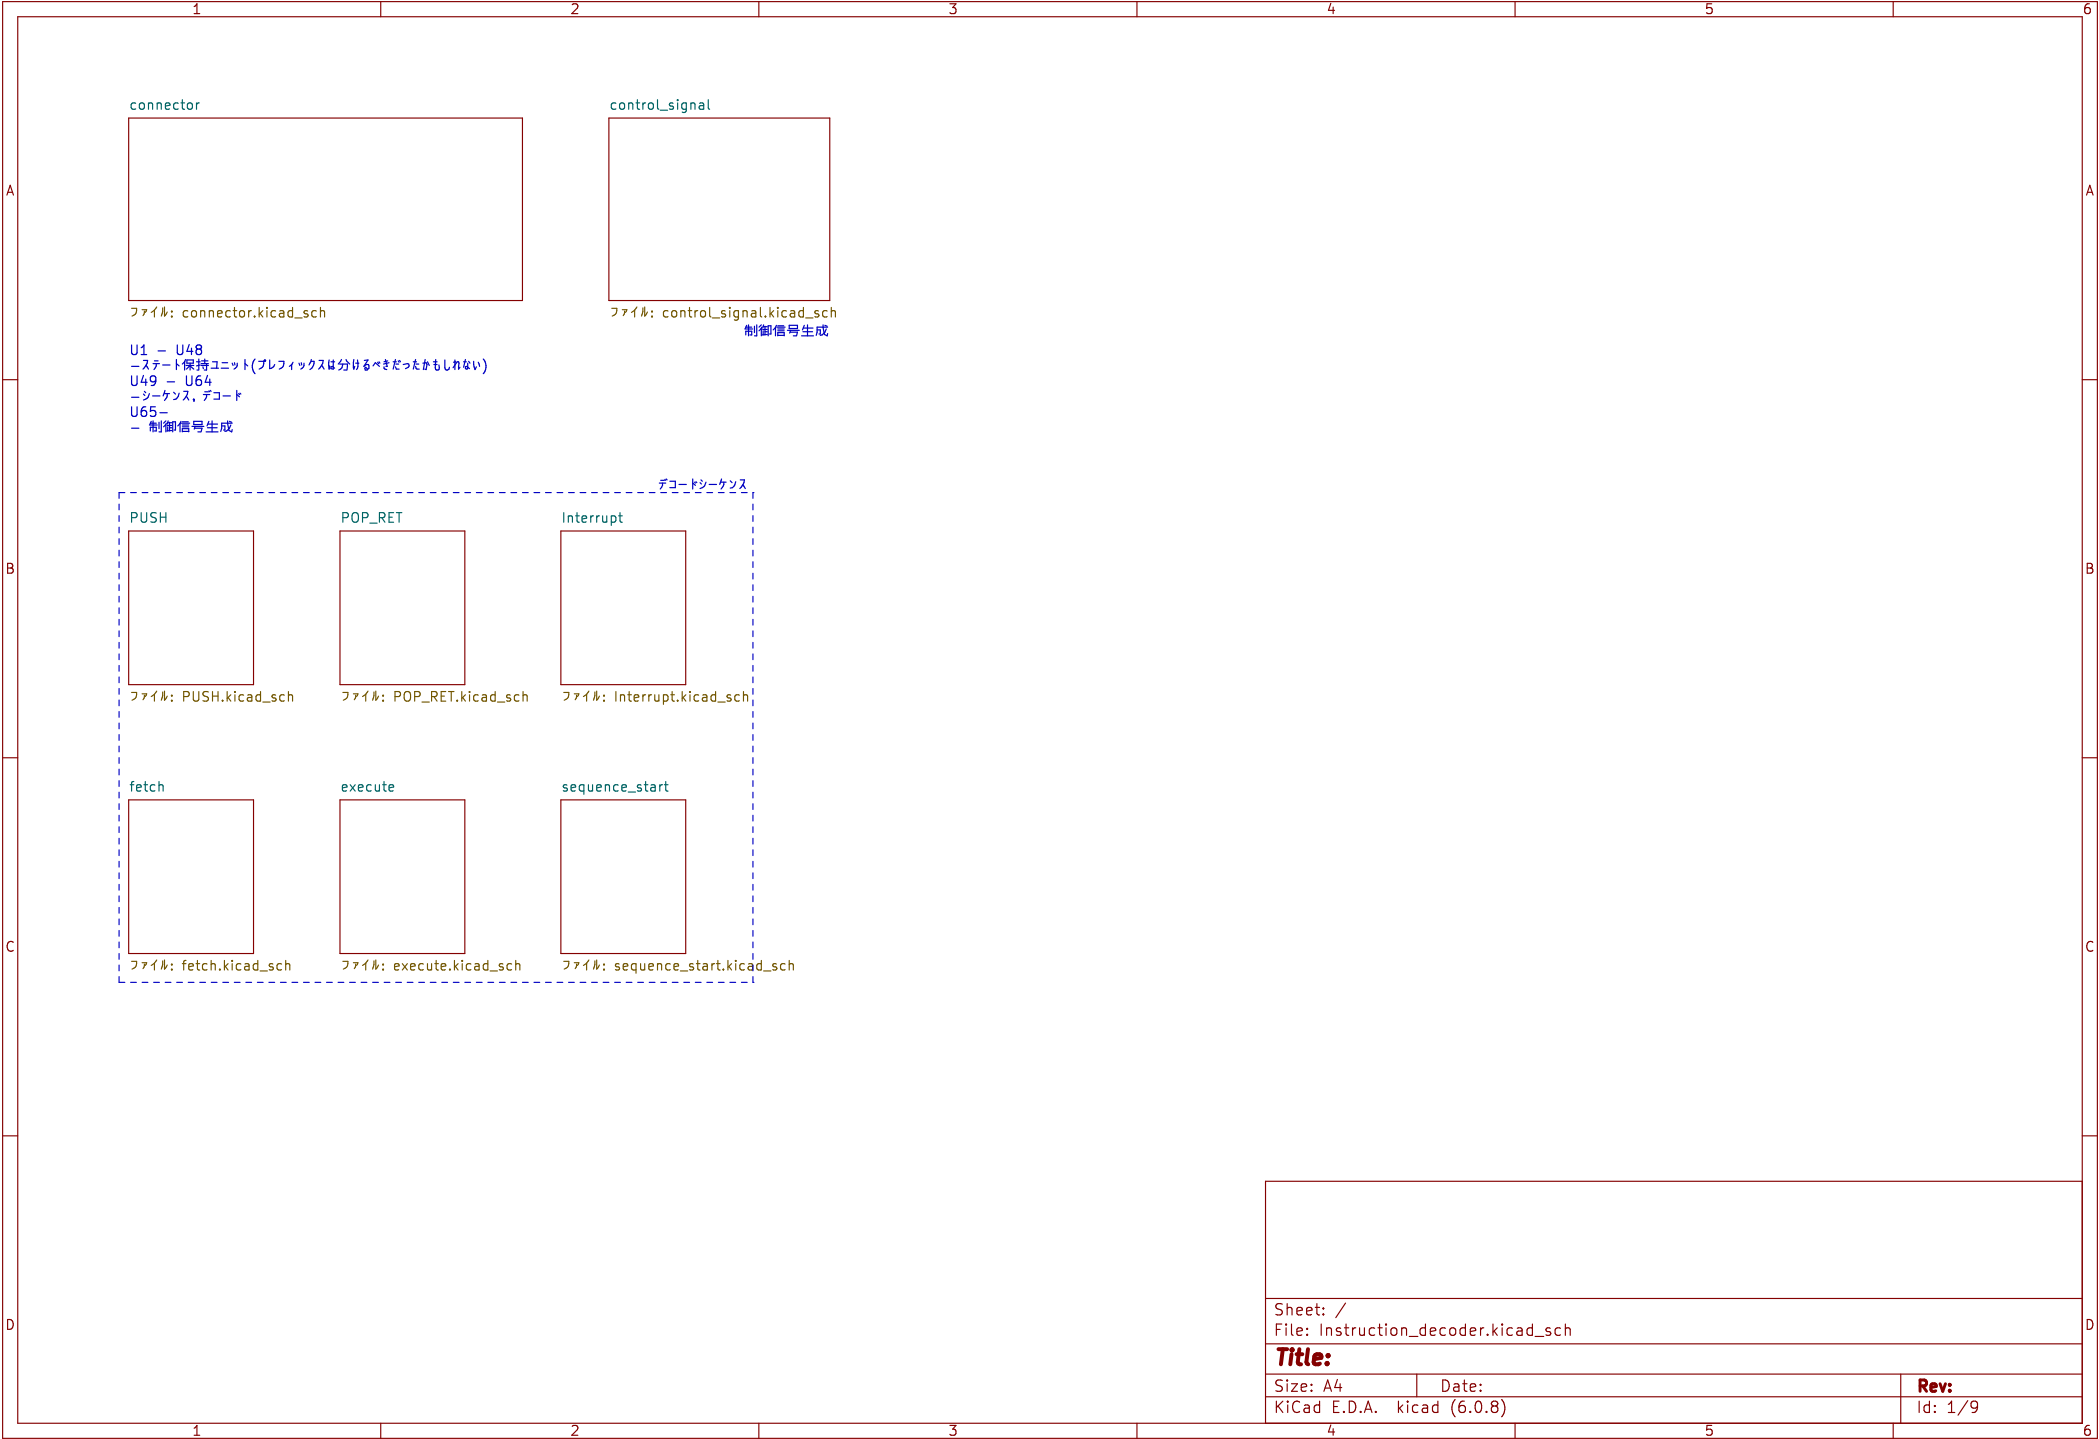 1 2 3 4 5 6
connector
control_signal
A A
ファイル: connector.kicad_sch
ファイル: control_signal.kicad_sch
制御信号生成
U1 - U48
-ステート保持ユニット(プレフィックスは分けるべきだったかもしれない)
U49 - U64
-シーケンス, デコード
U65-
- 制御信号生成
デコードシーケンス
PUSH
POP_RET
Interrupt
B B
ファイル: PUSH.kicad_sch
ファイル: POP_RET.kicad_sch
ファイル: Interrupt.kicad_sch
fetch
execute
sequence_start
C C
ファイル: fetch.kicad_sch
ファイル: execute.kicad_sch
ファイル: sequence_start.kicad_sch
Sheet: /
D D
File: Instruction_decoder.kicad_sch
Title:
Size: A4
Date:
Rev:
KiCad E.D.A. kicad (6.0.8)
Id: 1/9
1 2 3 4 5 6